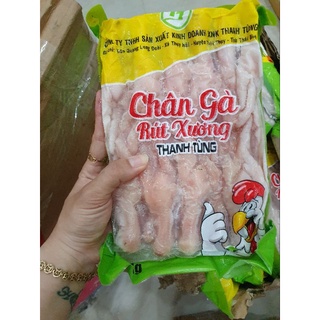 CÔNG TY TNHH SẢN XUẤT KINH DOANH XNK THANH TÙNG
Chân Gà
Rút Xương
THANH TÙNG